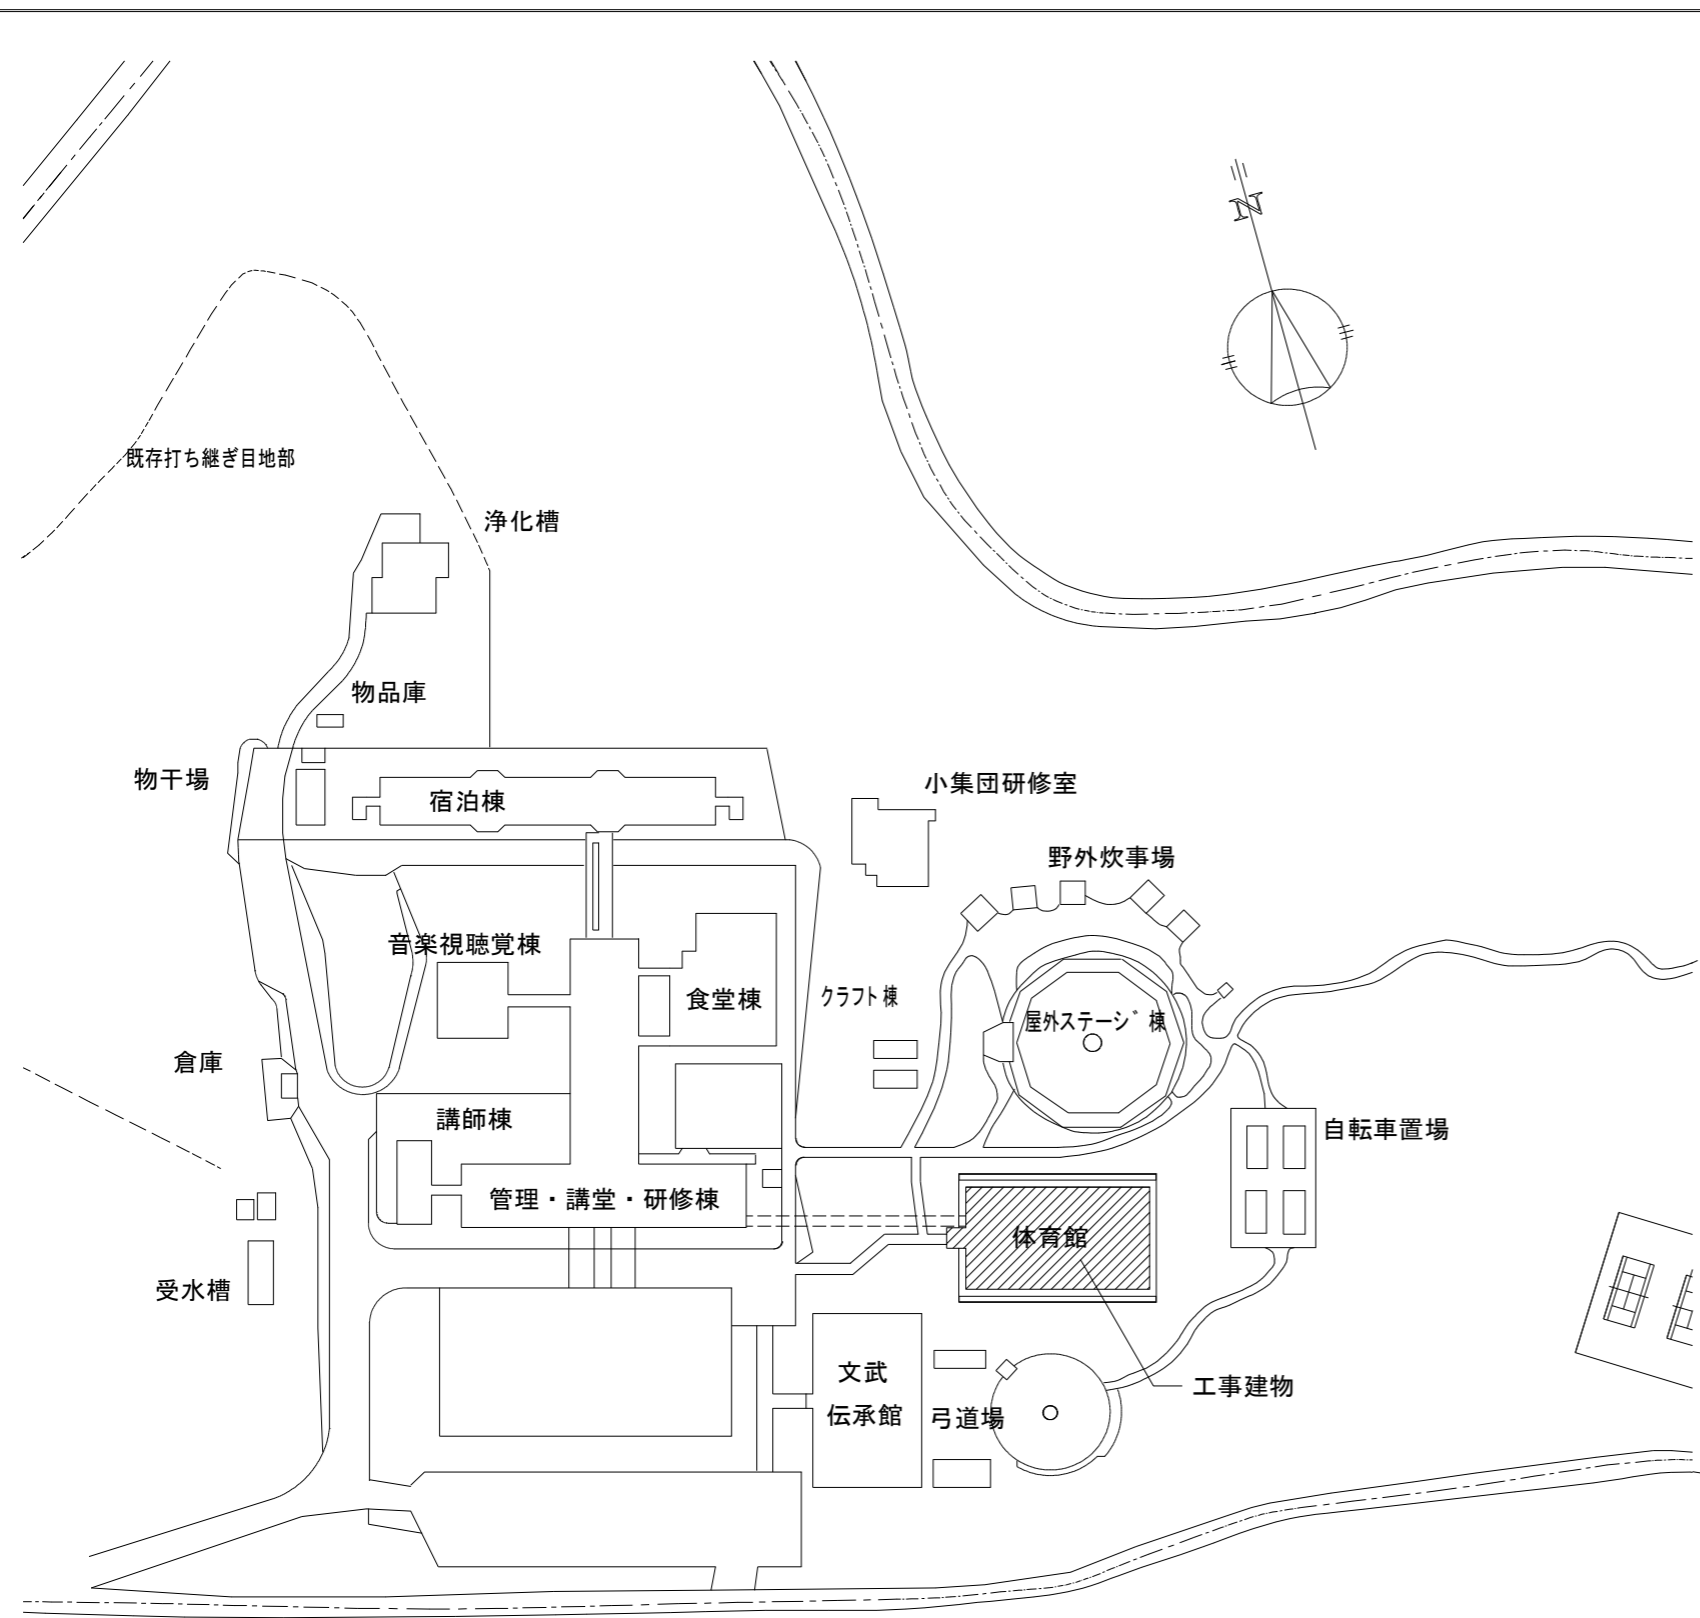 N
既存打ち継ぎ目地部
浄化槽
物品庫
物干場
宿泊棟
小集団研修室
野外炊事場
音楽視聴覚棟
食堂棟
クラフト棟
屋外ステージ棟
倉庫
講師棟
自転車置場
管理・講堂・研修棟
体育館
受水槽
文武
伝承館
弓道場
工事建物